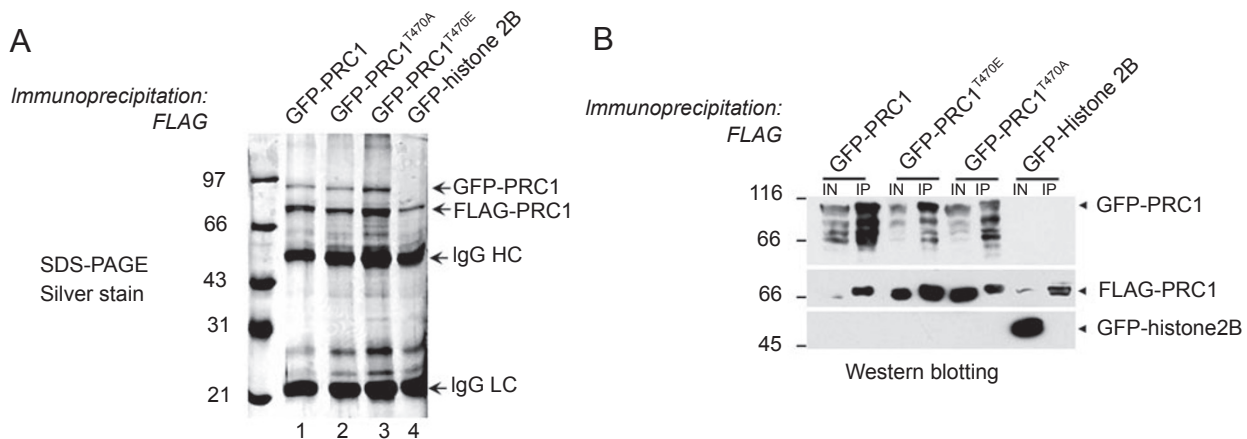 A
Immunoprecipitation:
FLAG
GFP-PRC1
GFP-PRC1T470A
GFP-PRC1T470E
GFP-histone 2B
97
66
43
31
21
GFP-PRC1
FLAG-PRC1
IgG HC
IgG LC
SDS-PAGE
Silver stain
1 2 3 4
B
Immunoprecipitation:
FLAG
GFP-PRC1
GFP-PRC1T470E
GFP-PRC1T470A
GFP-Histone 2B
IN IP IN IP IN IP IN IP
116
66
66
45
GFP-PRC1
FLAG-PRC1
GFP-histone2B
Western blotting